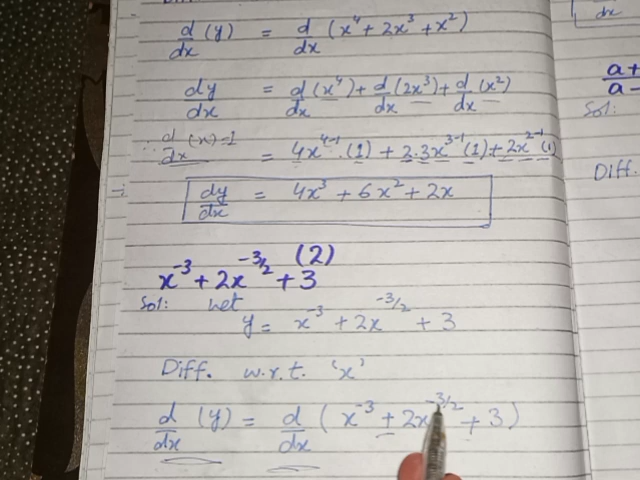 d/dx (y) = d/dx (x⁴ + 2x³ + x²)
dy/dx = d/dx (x⁴) + d/dx (2x³) + d/dx (x²)
∵ d/dx (x) = 1 = 4x⁴⁻¹ . (1) + 2.3x³⁻¹ (1) + 2x²⁻¹ (1)
dy/dx = 4x³ + 6x² + 2x
(2)
x⁻³ + 2x^(-3/2) + 3
Sol: Let
y = x⁻³ + 2x^(-3/2) + 3
Diff. w.r.t. 'x'
d/dx (y) = d/dx (x⁻³ + 2x^(-3/2) + 3)
dx
a+
a-
Sol:
Diff.